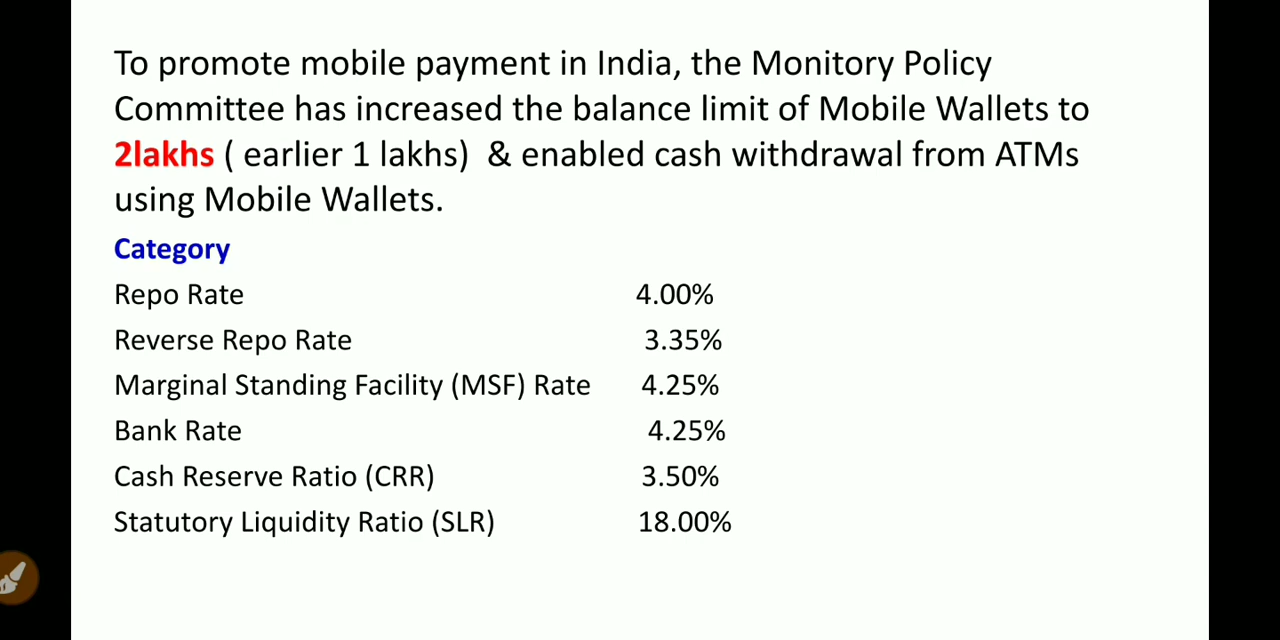 To promote mobile payment in India, the Monitory Policy
Committee has increased the balance limit of Mobile Wallets to
2lakhs ( earlier 1 lakhs)  & enabled cash withdrawal from ATMs
using Mobile Wallets.
Category
Repo Rate 4.00%
Reverse Repo Rate 3.35%
Marginal Standing Facility (MSF) Rate 4.25%
Bank Rate 4.25%
Cash Reserve Ratio (CRR) 3.50%
Statutory Liquidity Ratio (SLR) 18.00%